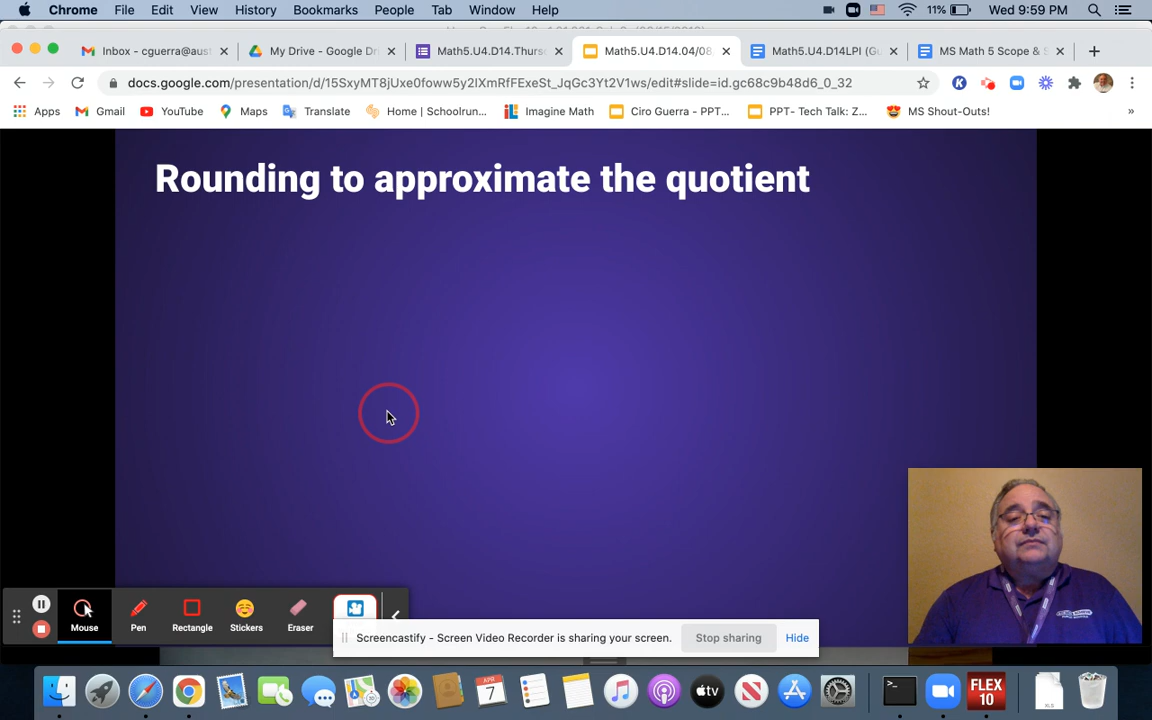 Chrome File Edit View History Bookmarks People Tab Window Help 11% Wed 9:59 PM
Inbox - cguerra@aust My Drive - Google Dr Math5.U4.D14.Thurs Math5.U4.D14.04/08 Math5.U4.D14LPI (Gu MS Math 5 Scope & S
docs.google.com/presentation/d/15SxyMT8jUxe0foww5y2IXmRfFExeSt_JqGc3Yt2V1ws/edit#slide=id.gc68c9b48d6_0_32
Apps Gmail YouTube Maps Translate Home | Schoolrun... Imagine Math Ciro Guerra - PPT... PPT- Tech Talk: Z... MS Shout-Outs! »
Rounding to approximate the quotient
Mouse Pen Rectangle Stickers Eraser
Screencastify - Screen Video Recorder is sharing your screen. Stop sharing Hide
tv FLEX
10